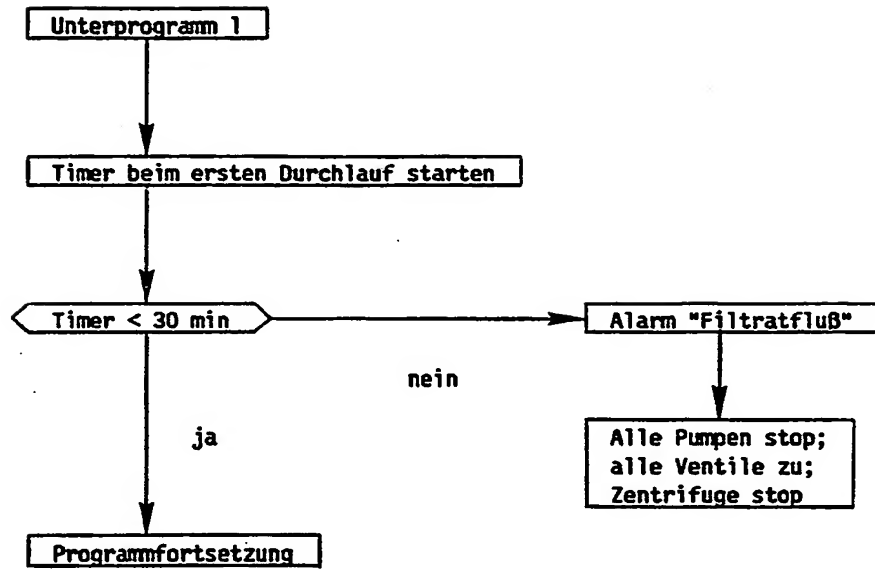 Unterprogramm 1
Timer beim ersten Durchlauf starten
Timer < 30 min
Alarm "Filtratfluß"
nein
ja
Alle Pumpen stop;
alle Ventile zu;
Zentrifuge stop
Programmfortsetzung